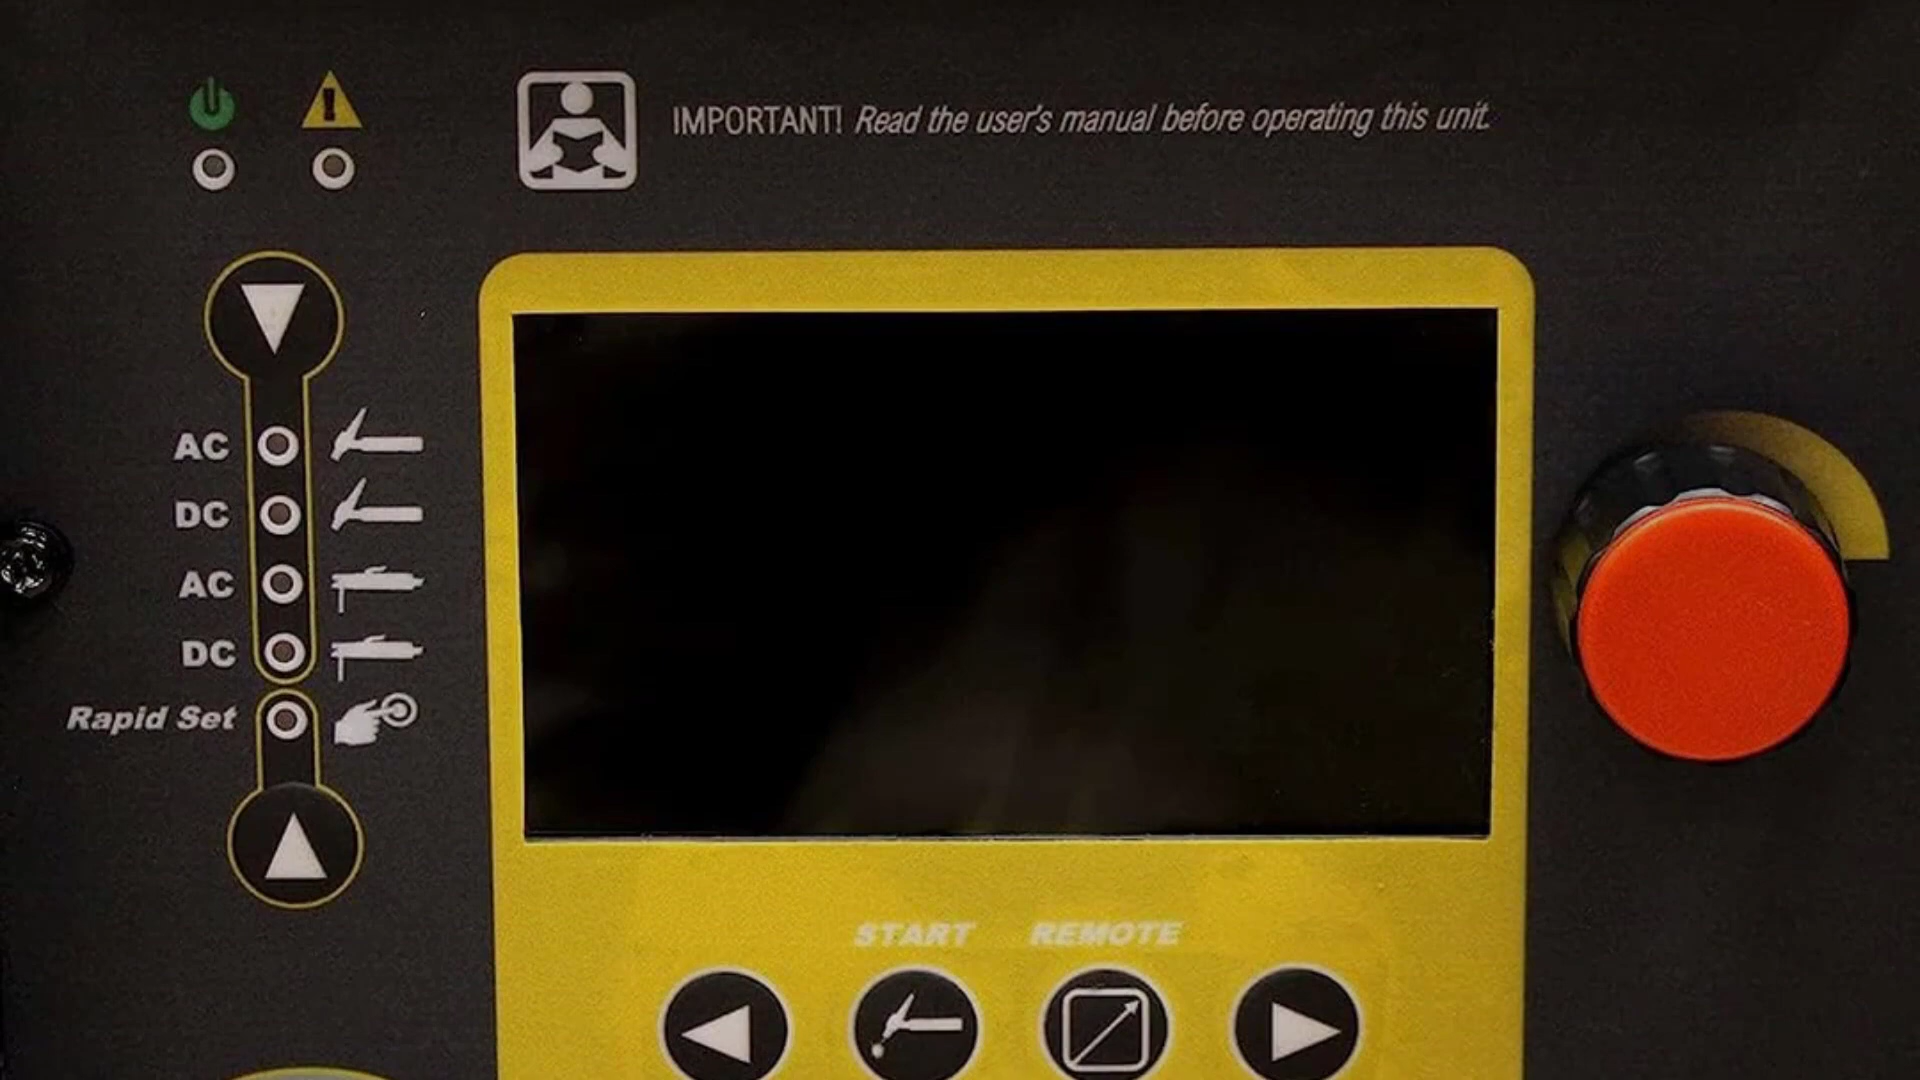 IMPORTANT! Read the user's manual before operating this unit.
AC
DC
AC
DC
Rapid Set
START REMOTE